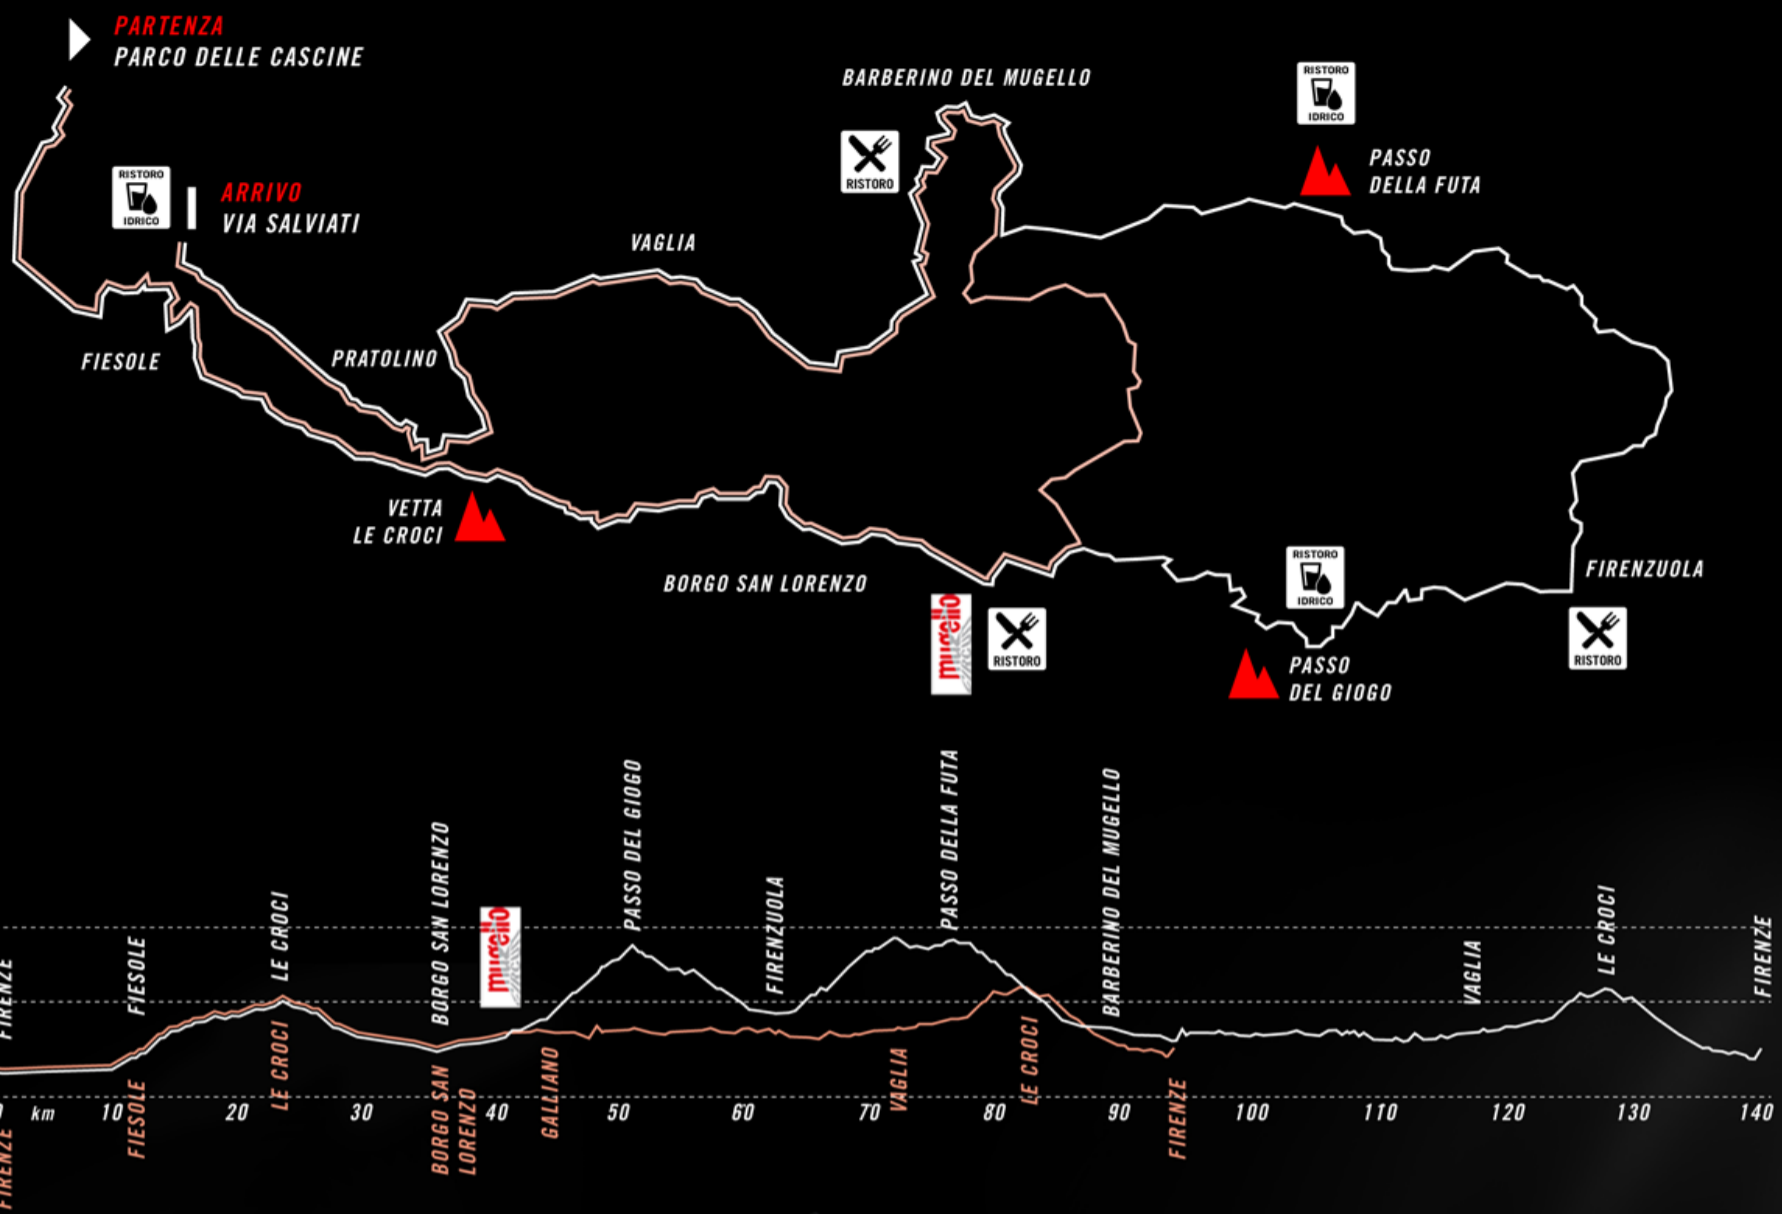 PARTENZA
PARCO DELLE CASCINE
RISTORO
IDRICO
ARRIVO
VIA SALVIATI
BARBERINO DEL MUGELLO
RISTORO
RISTORO
IDRICO
PASSO
DELLA FUTA
VAGLIA
FIESOLE
PRATOLINO
VETTA
LE CROCI
BORGO SAN LORENZO
mugello
CIRCUIT
RISTORO
RISTORO
IDRICO
PASSO
DEL GIOGO
FIRENZUOLA
RISTORO
FIRENZE
FIESOLE
LE CROCI
BORGO SAN LORENZO
mugello
CIRCUIT
PASSO DEL GIOGO
FIRENZUOLA
PASSO DELLA FUTA
BARBERINO DEL MUGELLO
VAGLIA
LE CROCI
FIRENZE
0 km 10 20 30 40 50 60 70 80 90 100 110 120 130 140
FIRENZE
FIESOLE
LE CROCI
BORGO SAN
LORENZO
GALLIANO
VAGLIA
LE CROCI
FIRENZE